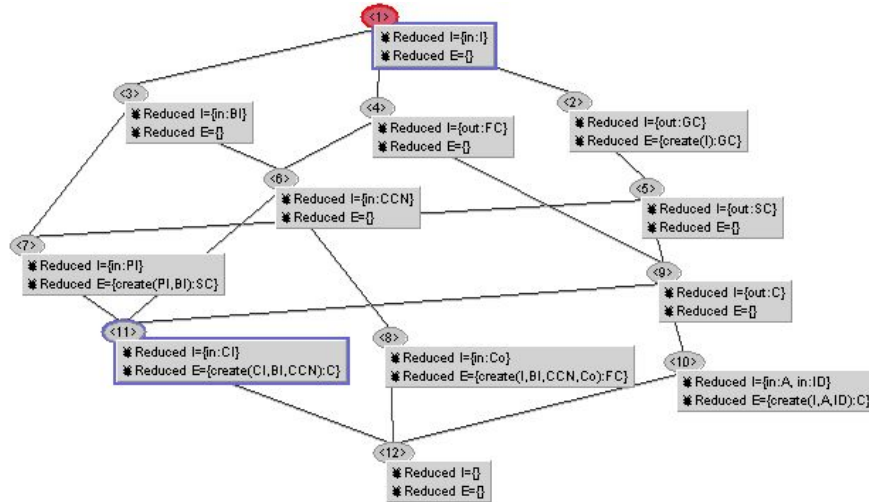 <1>
Reduced I={in:I}
Reduced E={}
<3>
Reduced I={in:BI}
Reduced E={}
<4>
Reduced I={out:FC}
Reduced E={}
<2>
Reduced I={out:GC}
Reduced E={create(I):GC}
<6>
Reduced I={in:CCN}
Reduced E={}
<5>
Reduced I={out:SC}
Reduced E={}
<7>
Reduced I={in:PI}
Reduced E={create(PI,BI):SC}
<9>
Reduced I={out:C}
Reduced E={}
<11>
Reduced I={in:CI}
Reduced E={create(CI,BI,CCN):C}
<8>
Reduced I={in:Co}
Reduced E={create(I,BI,CCN,Co):FC}
<10>
Reduced I={in:A, in:ID}
Reduced E={create(I,A,ID):C}
<12>
Reduced I={}
Reduced E={}